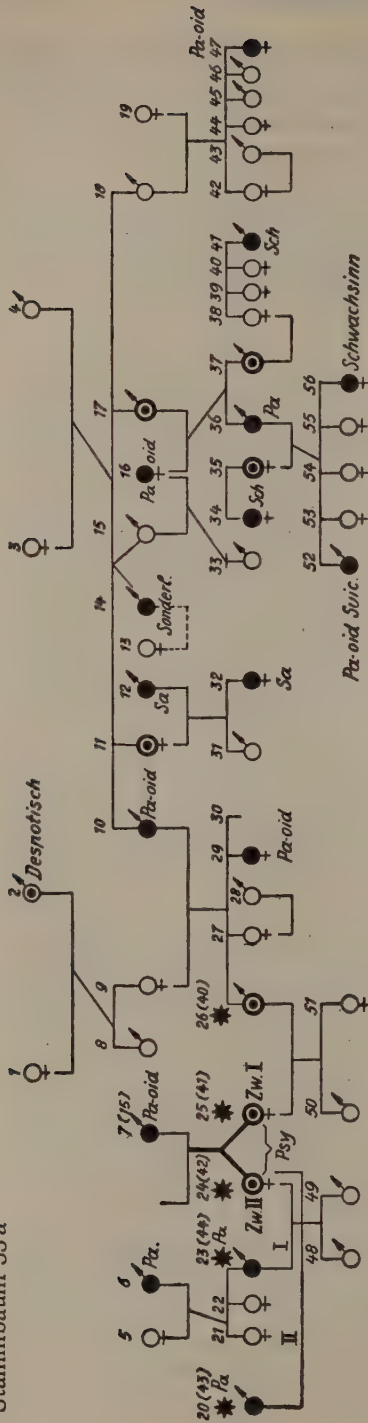 Stammbaum 33 a
1 2 Despotisch 3 4
5 6 Pa. 7 (15) Pa-oid 8 9 10 Pa-oid 11 12 Sa 13 14 Sonderl. 15 16 Pa-oid 17 18 19
20 (43) Pa 21 22 23 (44) Pa 24 (42) 25 (41) 26 (40) 27 28 29 Pa-oid 30 31 32 Sa 33 34 Sch 35 36 Pa 37 38 39 40 41 Sch 42 43 44 45 46 47 Pa-oid
II I Zw. II Zw. I
Psy
48 49 50 51 52 53 54 55 56 Schwachsinn
Pa-oid Suic.